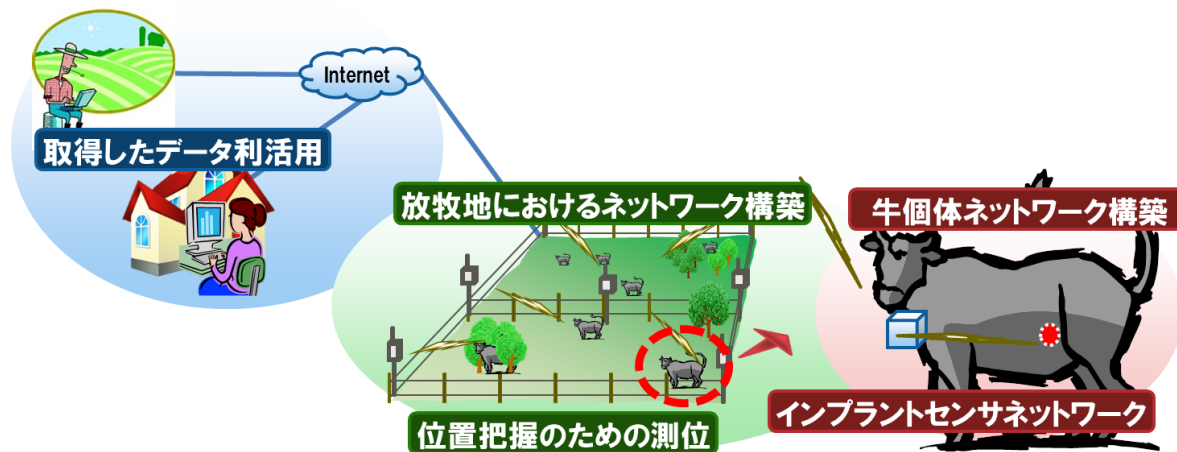 Internet
取得したデータ利活用
放牧地におけるネットワーク構築
牛個体ネットワーク構築
インプラントセンサネットワーク
位置把握のための測位